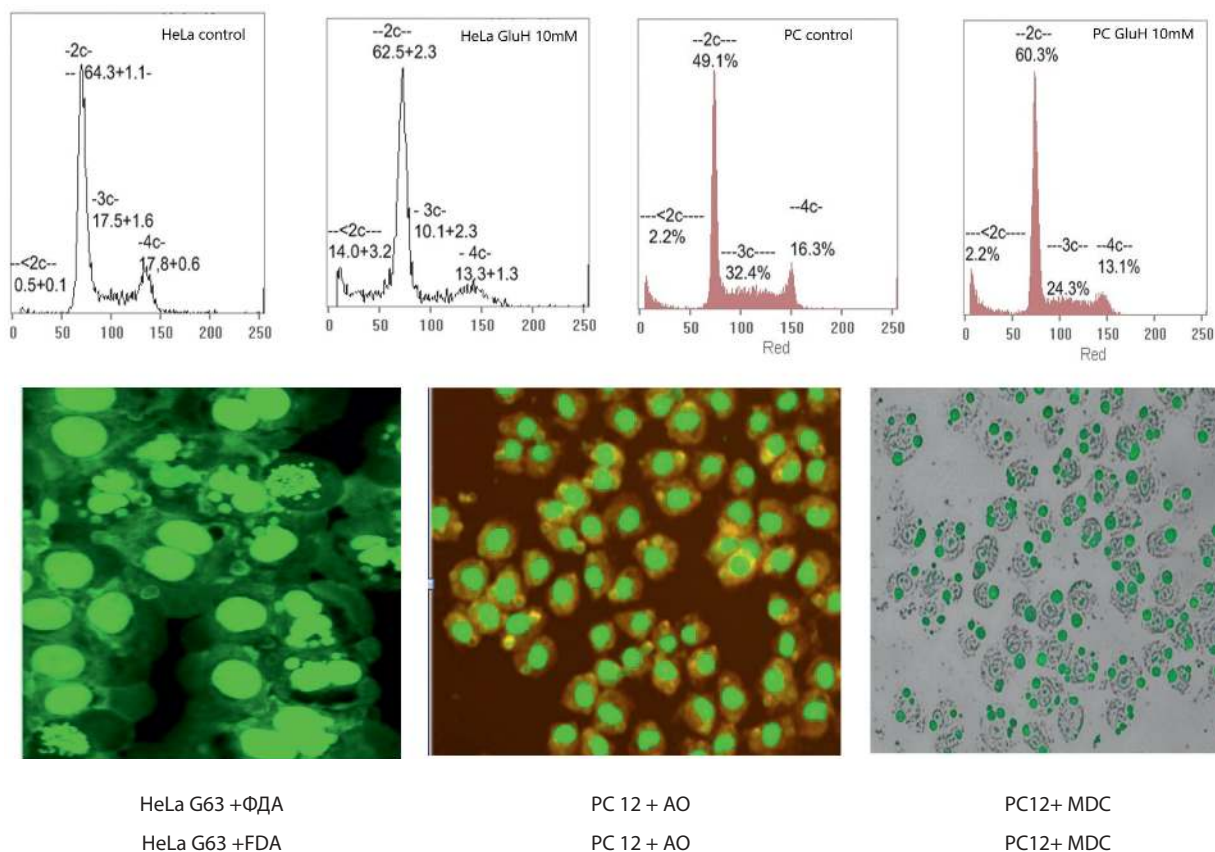 HeLa control
-2c-
-- 64.3+1.1-
-3c-
17.5+1.6
-4c-
17,8+0.6
--<2c--
0.5+0.1
0 50 100 150 200 250
HeLa GluH 10mM
--2c--
62.5+2.3
- 3c-
10.1+2.3
--<2c---
14.0+3.2
- 4c-
13,3+1.3
0 50 100 150 200 250
PC control
--2c---
49.1%
---<2c----
2.2%
--4c-
16.3%
---3c----
32.4%
0 50 100 150 200 250
Red
PC GluH 10mM
--2c--
60.3%
---<2c----
2.2%
---3c---
24.3%
--4c--
13.1%
0 50 100 150 200 250
Red
HeLa G63 +ФДА
PC 12 + AO
PC12+ MDC
HeLa G63 +FDA
PC 12 + AO
PC12+ MDC